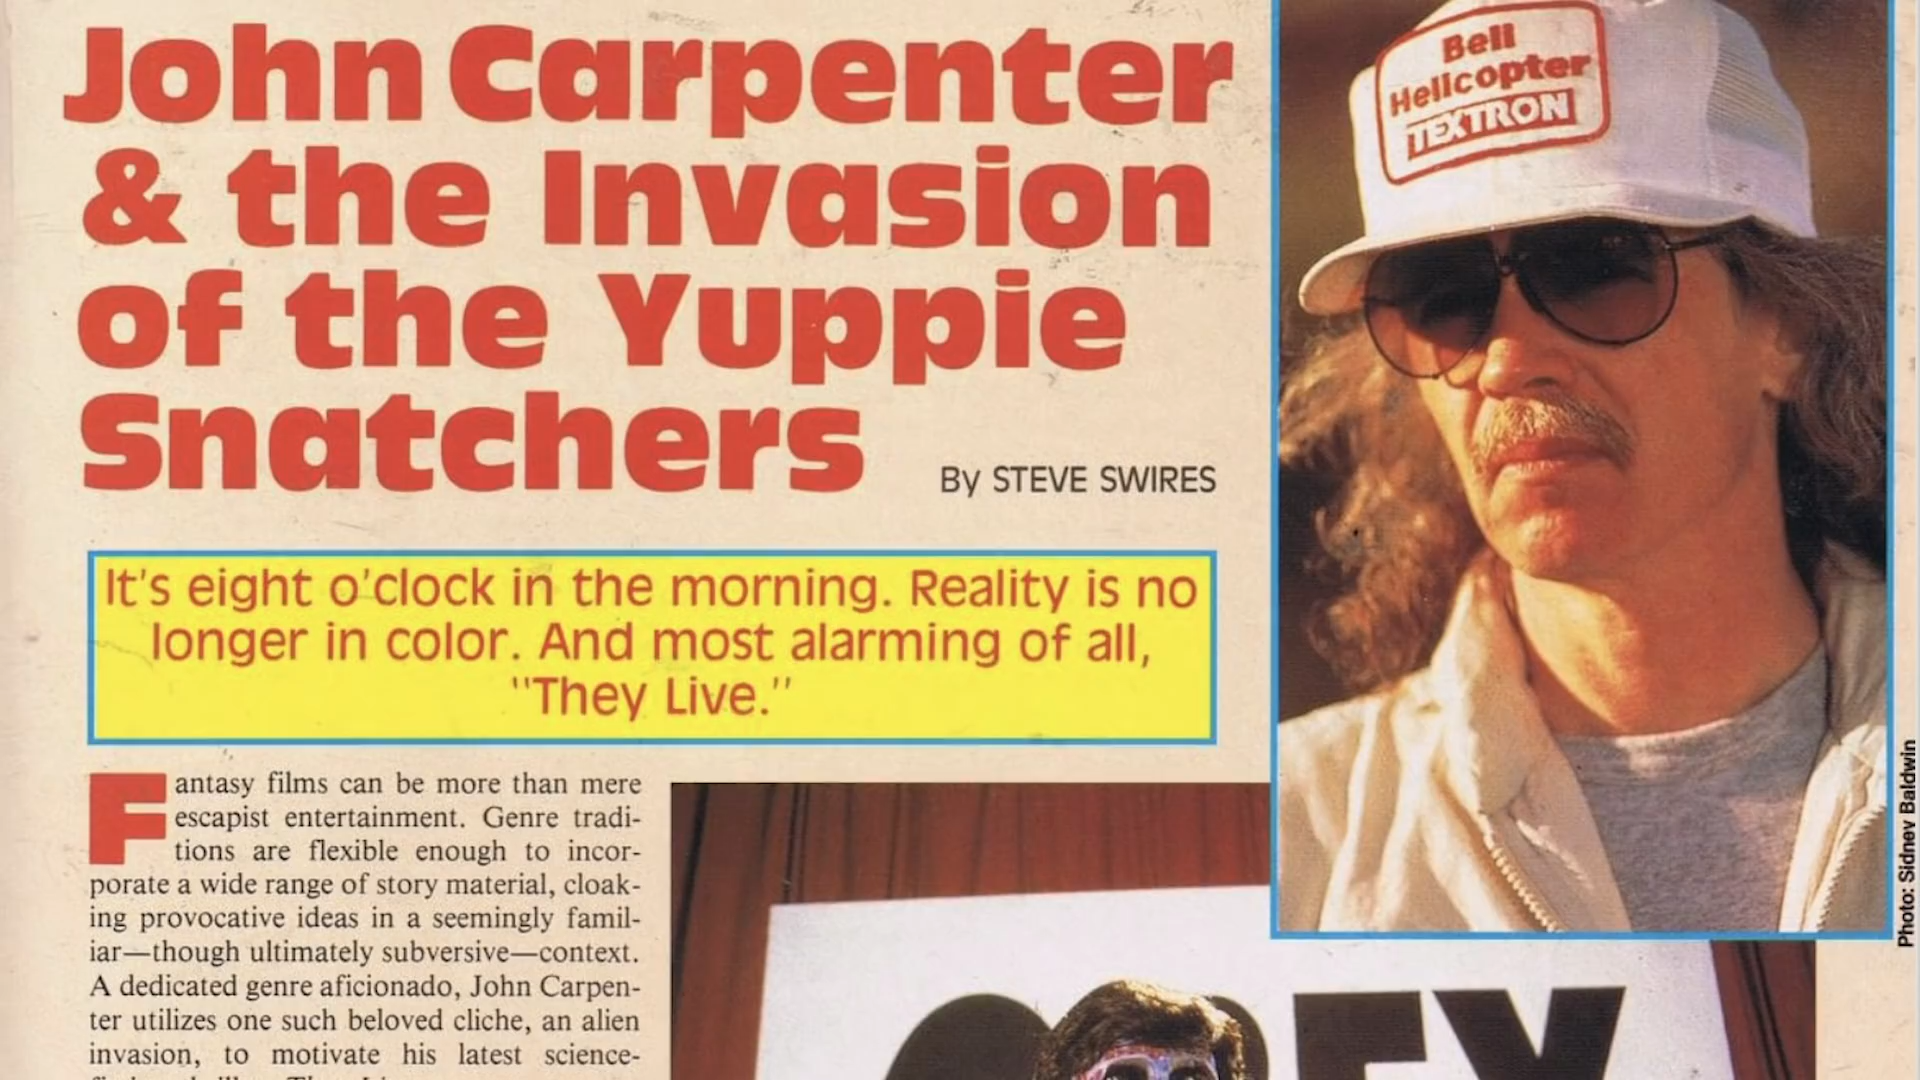 John Carpenter
& the Invasion
of the Yuppie
Snatchers
By STEVE SWIRES
It's eight o'clock in the morning. Reality is no
longer in color. And most alarming of all,
"They Live."
Fantasy films can be more than mere
escapist entertainment. Genre tradi-
tions are flexible enough to incor-
porate a wide range of story material, cloak-
ing provocative ideas in a seemingly famil-
iar—though ultimately subversive—context.
A dedicated genre aficionado, John Carpen-
ter utilizes one such beloved cliche, an alien
invasion, to motivate his latest science-
Bell
Helicopter
TEXTRON
Photo: Sidney Baldwin